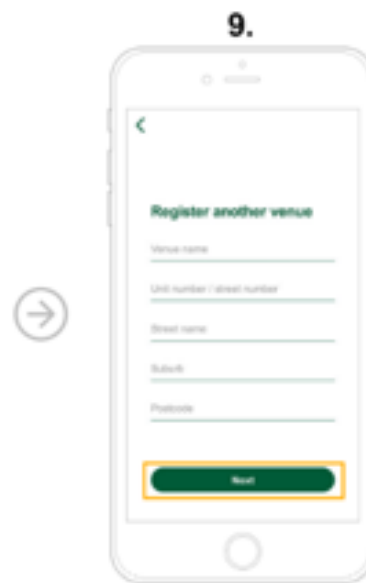 9.
Register another venue
Venue name
Unit number / street number
Street name
Suburb
Postcode
Next